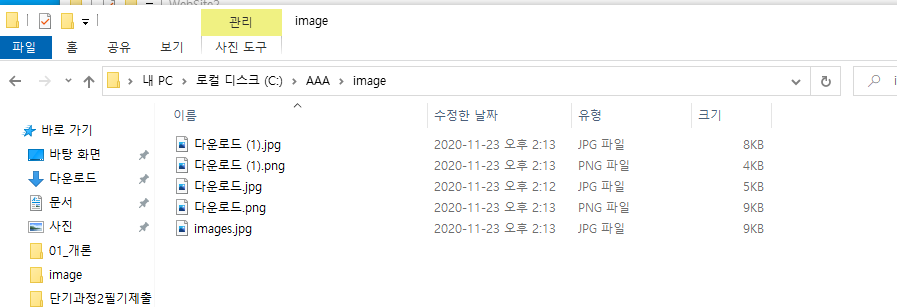 WebSite2
관리
image
파일 홈 공유 보기 사진 도구
내 PC 로컬 디스크 (C:) AAA image
이름 수정한 날짜 유형 크기
바로 가기
바탕 화면
다운로드
문서
사진
01_개론
image
단기과정2필기제출
다운로드 (1).jpg 2020-11-23 오후 2:13 JPG 파일 8KB
다운로드 (1).png 2020-11-23 오후 2:13 PNG 파일 4KB
다운로드.jpg 2020-11-23 오후 2:12 JPG 파일 5KB
다운로드.png 2020-11-23 오후 2:13 PNG 파일 9KB
images.jpg 2020-11-23 오후 2:13 JPG 파일 9KB